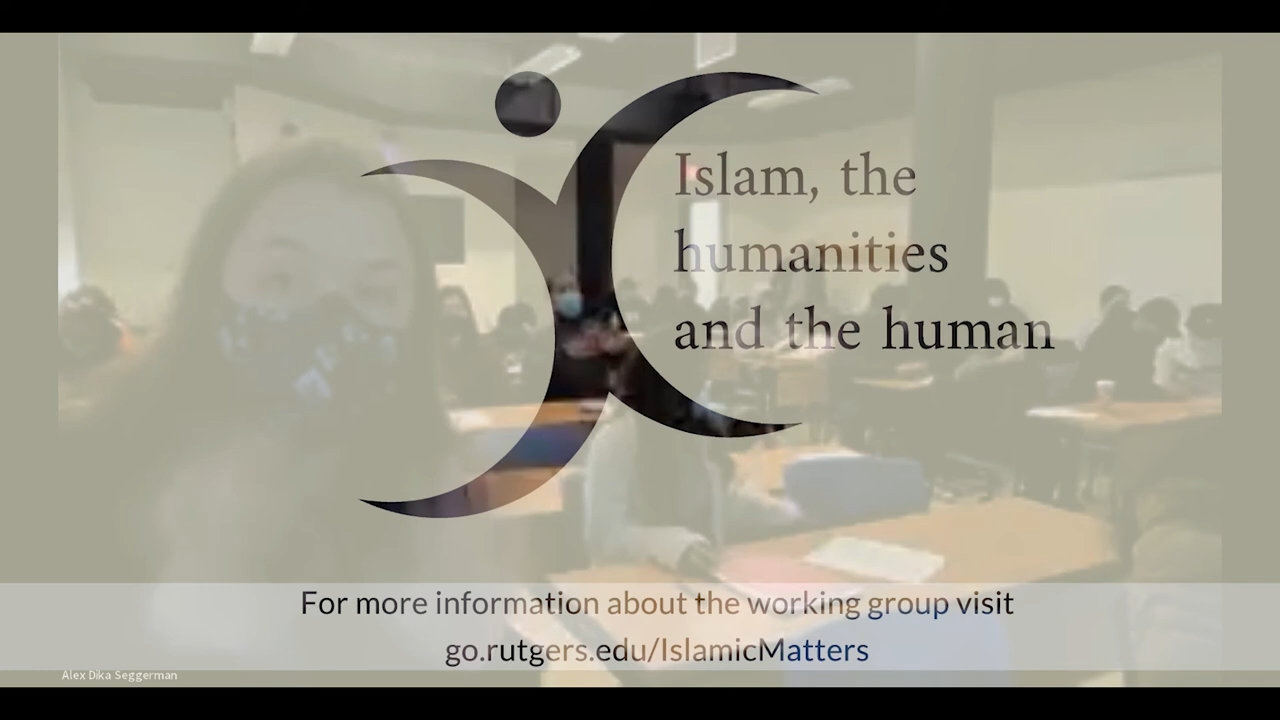 Islam, the
humanities
and the human
For more information about the working group visit
go.rutgers.edu/IslamicMatters
Alex Dika Seggerman